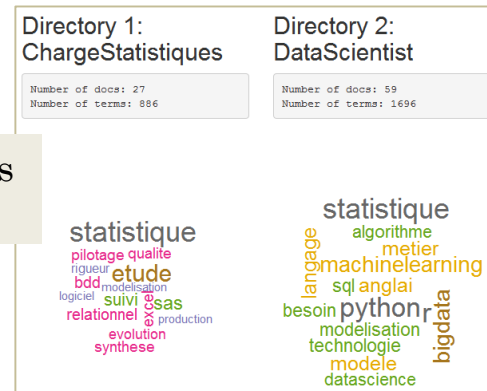 Directory 1:
ChargeStatistiques
Number of docs: 27
Number of terms: 886
s
statistique
pilotage qualite
rigueur etude
bdd modelisation
logiciel suivi excel sas
relationnel production
evolution
synthese
Directory 2:
DataScientist
Number of docs: 59
Number of terms: 1696
statistique
algorithme
langage metier
machinelearning
sql anglai
besoin python r
modelisation bigdata
technologie
modele
datascience